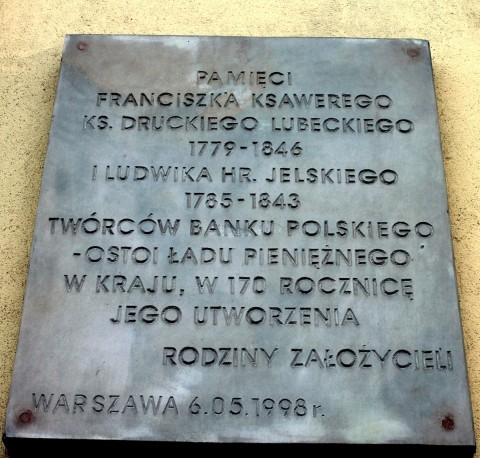 PAMIĘCI
FRANCISZKA KSAWEREGO
KS. DRUCKIEGO LUBECKIEGO
1779-1846
I LUDWIKA HR. JELSKIEGO
1785-1843
TWÓRCÓW BANKU POLSKIEGO
-OSTOI ŁADU PIENIĘŻNEGO
W KRAJU, W 170 ROCZNICĘ
JEGO UTWORZENIA
RODZINY ZAŁOŻYCIELI
WARSZAWA 6.05.1998 r.